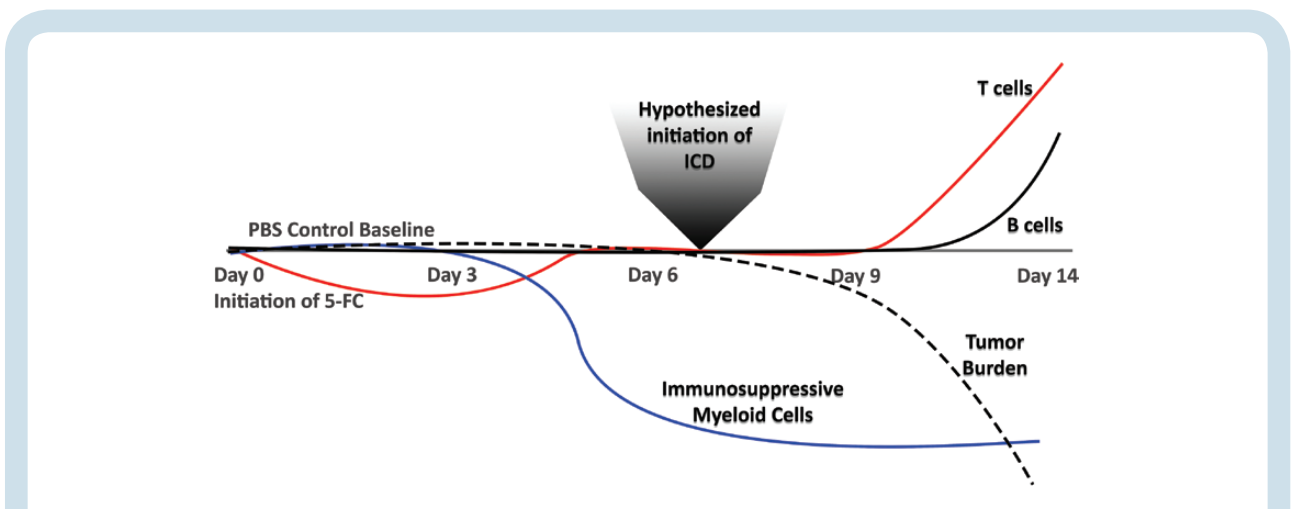 T cells
Hypothesized
initiation of
ICD
PBS Control Baseline
B cells
Day 0
Day 3
Day 6
Day 9
Day 14
Initiation of 5-FC
Tumor
Burden
Immunosuppressive
Myeloid Cells